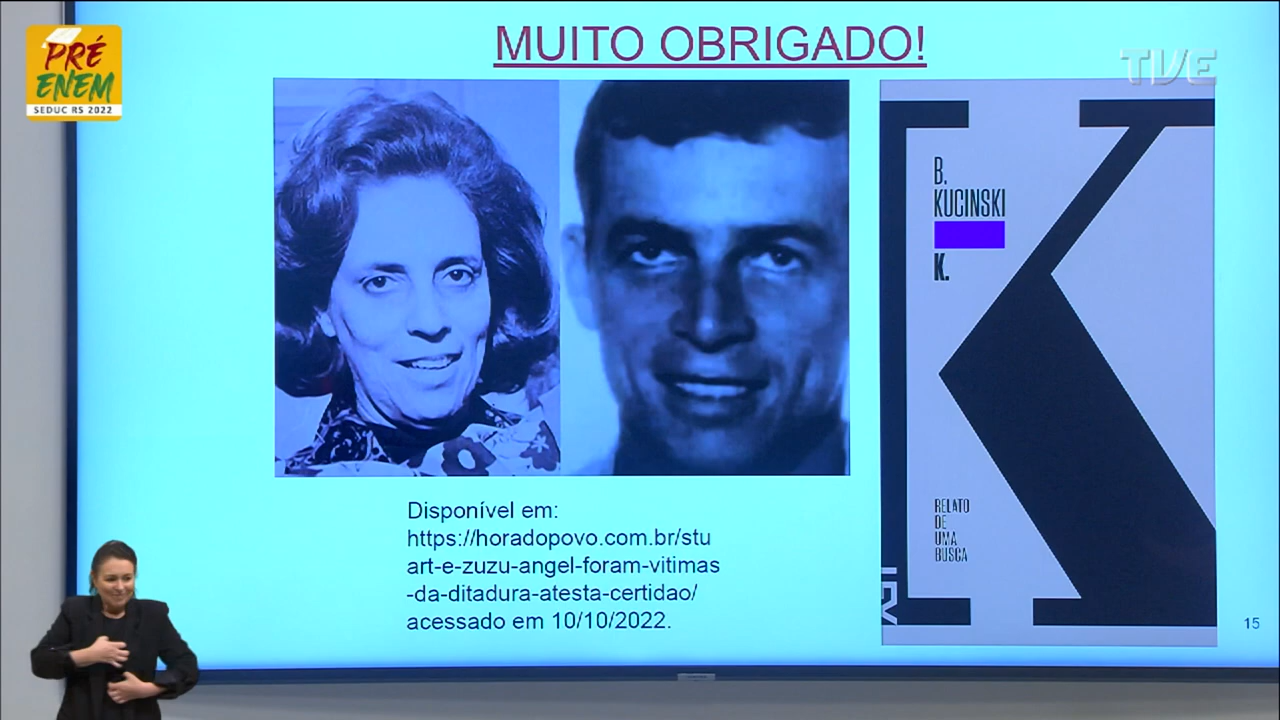 PRÉ
ENEM
SEDUC RS 2022
MUITO OBRIGADO!
TVE
B.
KUCINSKI
K.
RELATO
DE
UMA
BUSCA
Disponível em:
https://horadopovo.com.br/stu
art-e-zuzu-angel-foram-vitimas
-da-ditadura-atesta-certidao/
acessado em 10/10/2022.
15